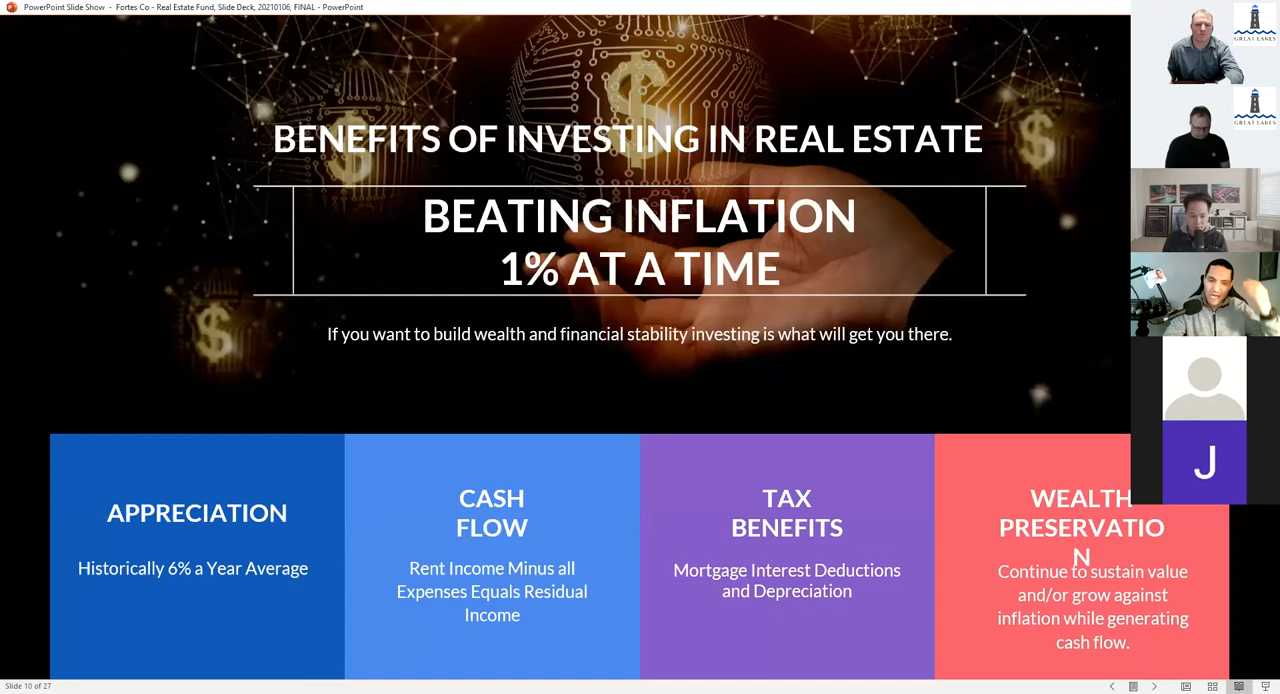 PowerPoint Slide Show - Fortes Co - Real Estate Fund, Slide Deck, 20210106, FINAL - PowerPoint
GREAT LAKES
GREAT LAKES
BENEFITS OF INVESTING IN REAL ESTATE
BEATING INFLATION
1% AT A TIME
If you want to build wealth and financial stability investing is what will get you there.
J
APPRECIATION
Historically 6% a Year Average
CASH
FLOW
Rent Income Minus all
Expenses Equals Residual
Income
TAX
BENEFITS
Mortgage Interest Deductions
and Depreciation
WEALTH
PRESERVATIO
N
Continue to sustain value
and/or grow against
inflation while generating
cash flow.
Slide 10 of 27